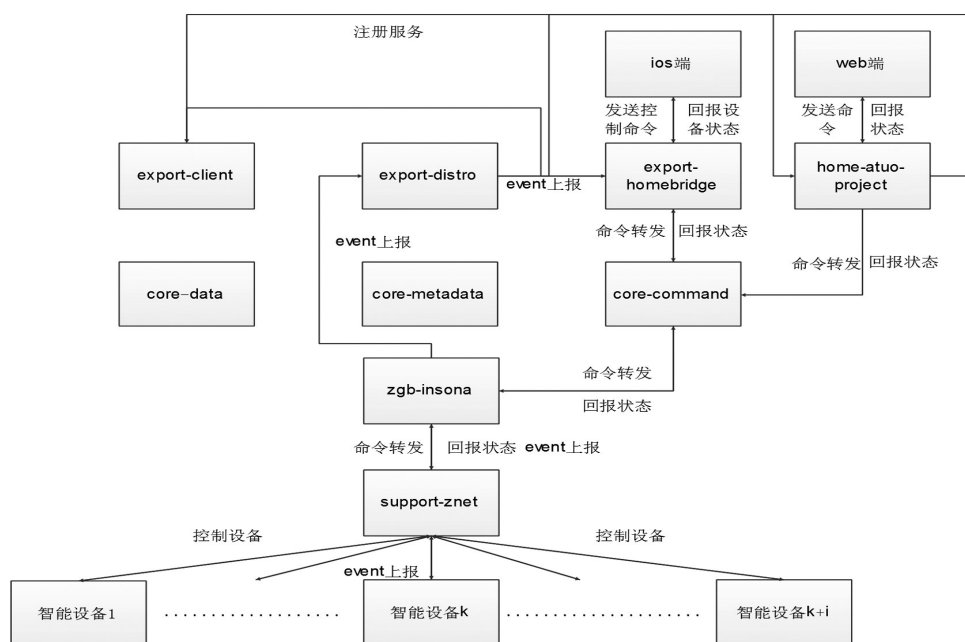 注册服务
ios端
web端
发送控
制命令
回报设
备状态
发送命
令
回报
状态
export-client
export-distro
event上报
export-
homebridge
home-atuo-
project
event上报
命令转发
回报状态
命令转发
回报状态
core-data
core-metadata
core-command
zgb-insona
命令转发
回报状态
命令转发
回报状态
event上报
support-znet
控制设备
控制设备
event上报
智能设备1
..................
智能设备k
....................
智能设备k+i